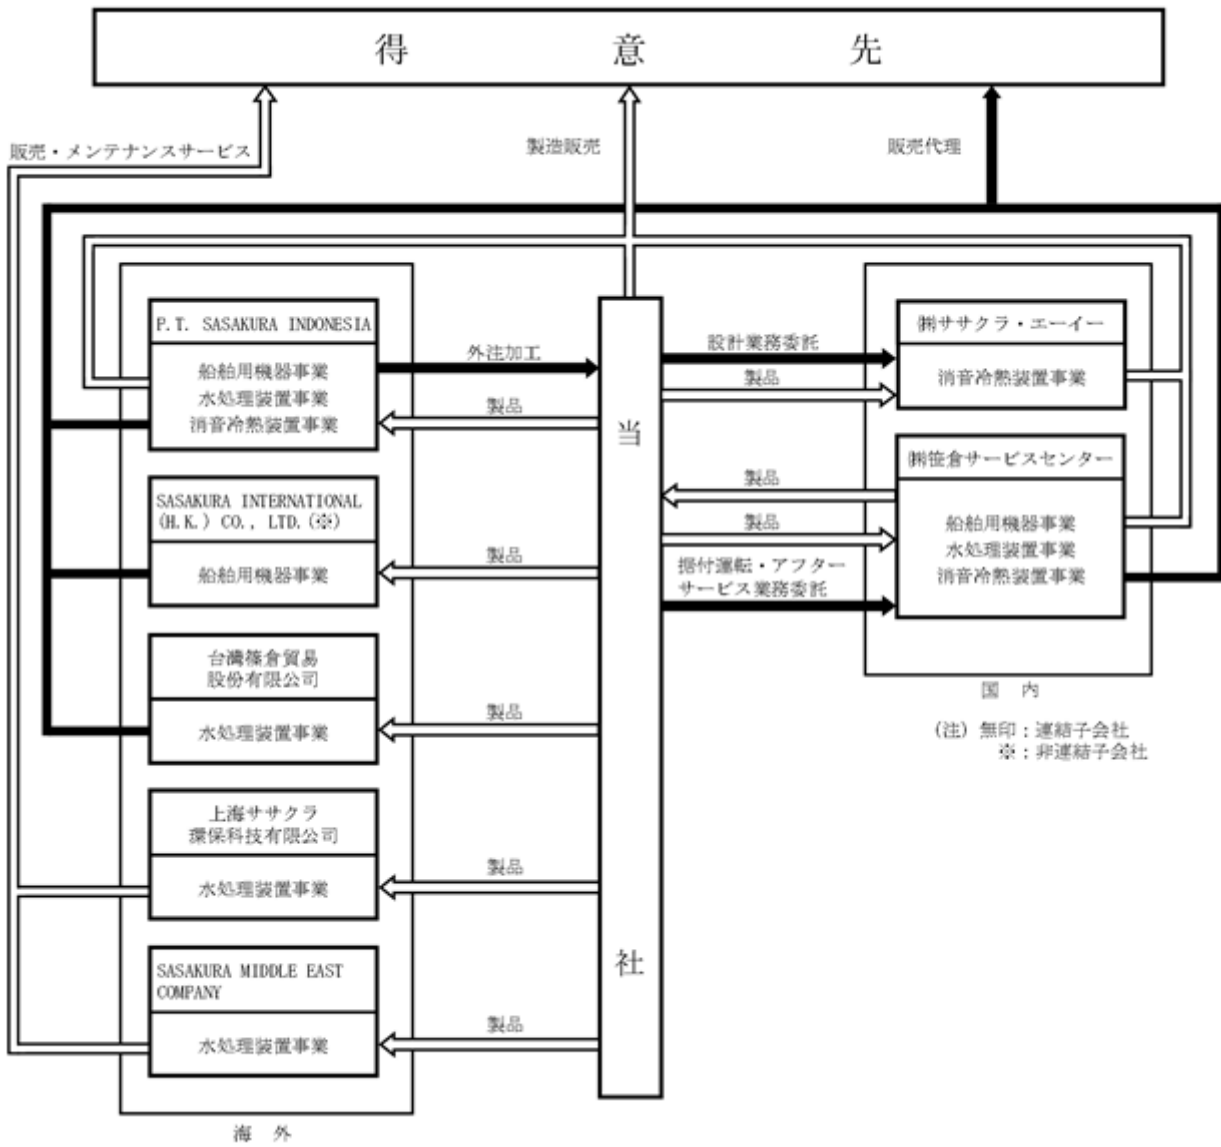 得意先
販売・メンテナンスサービス
製造販売
販売代理
P.T. SASAKURA INDONESIA
船舶用機器事業
水処理装置事業
消音冷熱装置事業
外注加工
製品
SASAKURA INTERNATIONAL
(H.K.) CO., LTD.(※)
船舶用機器事業
製品
台灣篠倉貿易
股份有限公司
水処理装置事業
製品
上海ササクラ
環保科技有限公司
水処理装置事業
製品
SASAKURA MIDDLE EAST
COMPANY
水処理装置事業
製品
海外
当社
設計業務委託
製品
製品
製品
据付運転・アフター
サービス業務委託
㈱ササクラ・エーイー
消音冷熱装置事業
㈱笹倉サービスセンター
船舶用機器事業
水処理装置事業
消音冷熱装置事業
国内
(注) 無印：連結子会社
※：非連結子会社